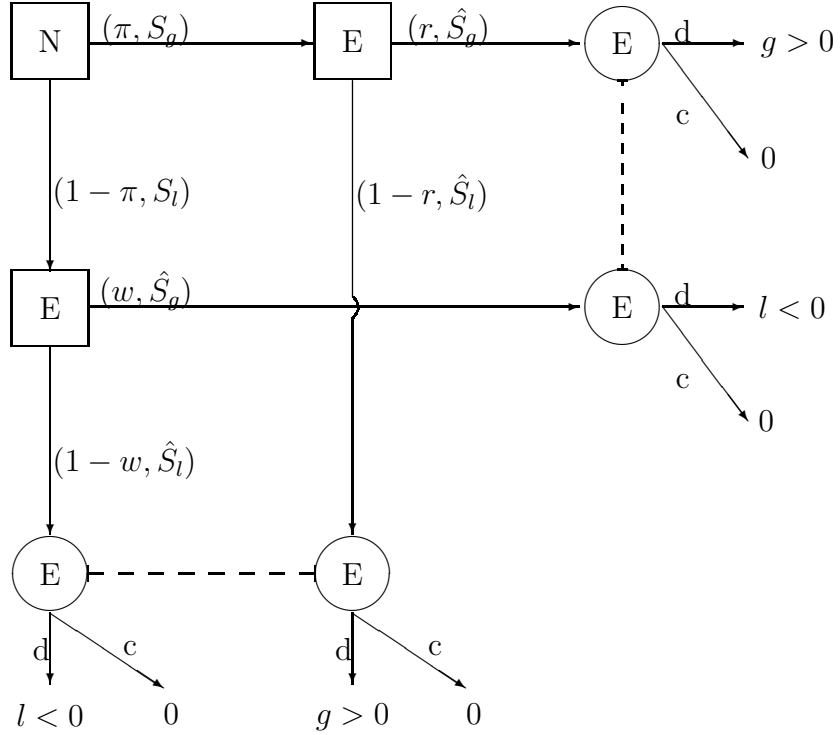 N (π, S_g) E (r, Ŝ_g) E d g > 0
c
0
(1 − π, S_l) (1 − r, Ŝ_l)
E (w, Ŝ_g) E d l < 0
c
0
(1 − w, Ŝ_l)
E E
d c d c
l < 0 0 g > 0 0